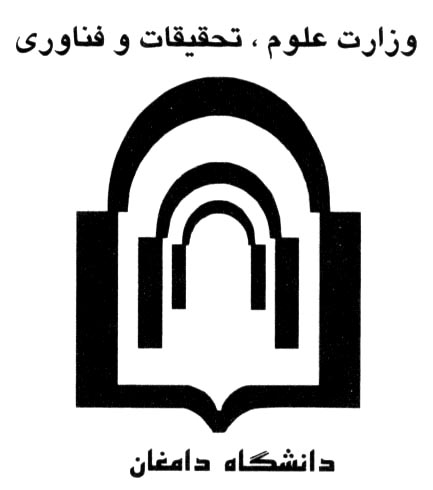 وزارت علوم ، تحقیقات و فناوری
دانشگاه دامغان